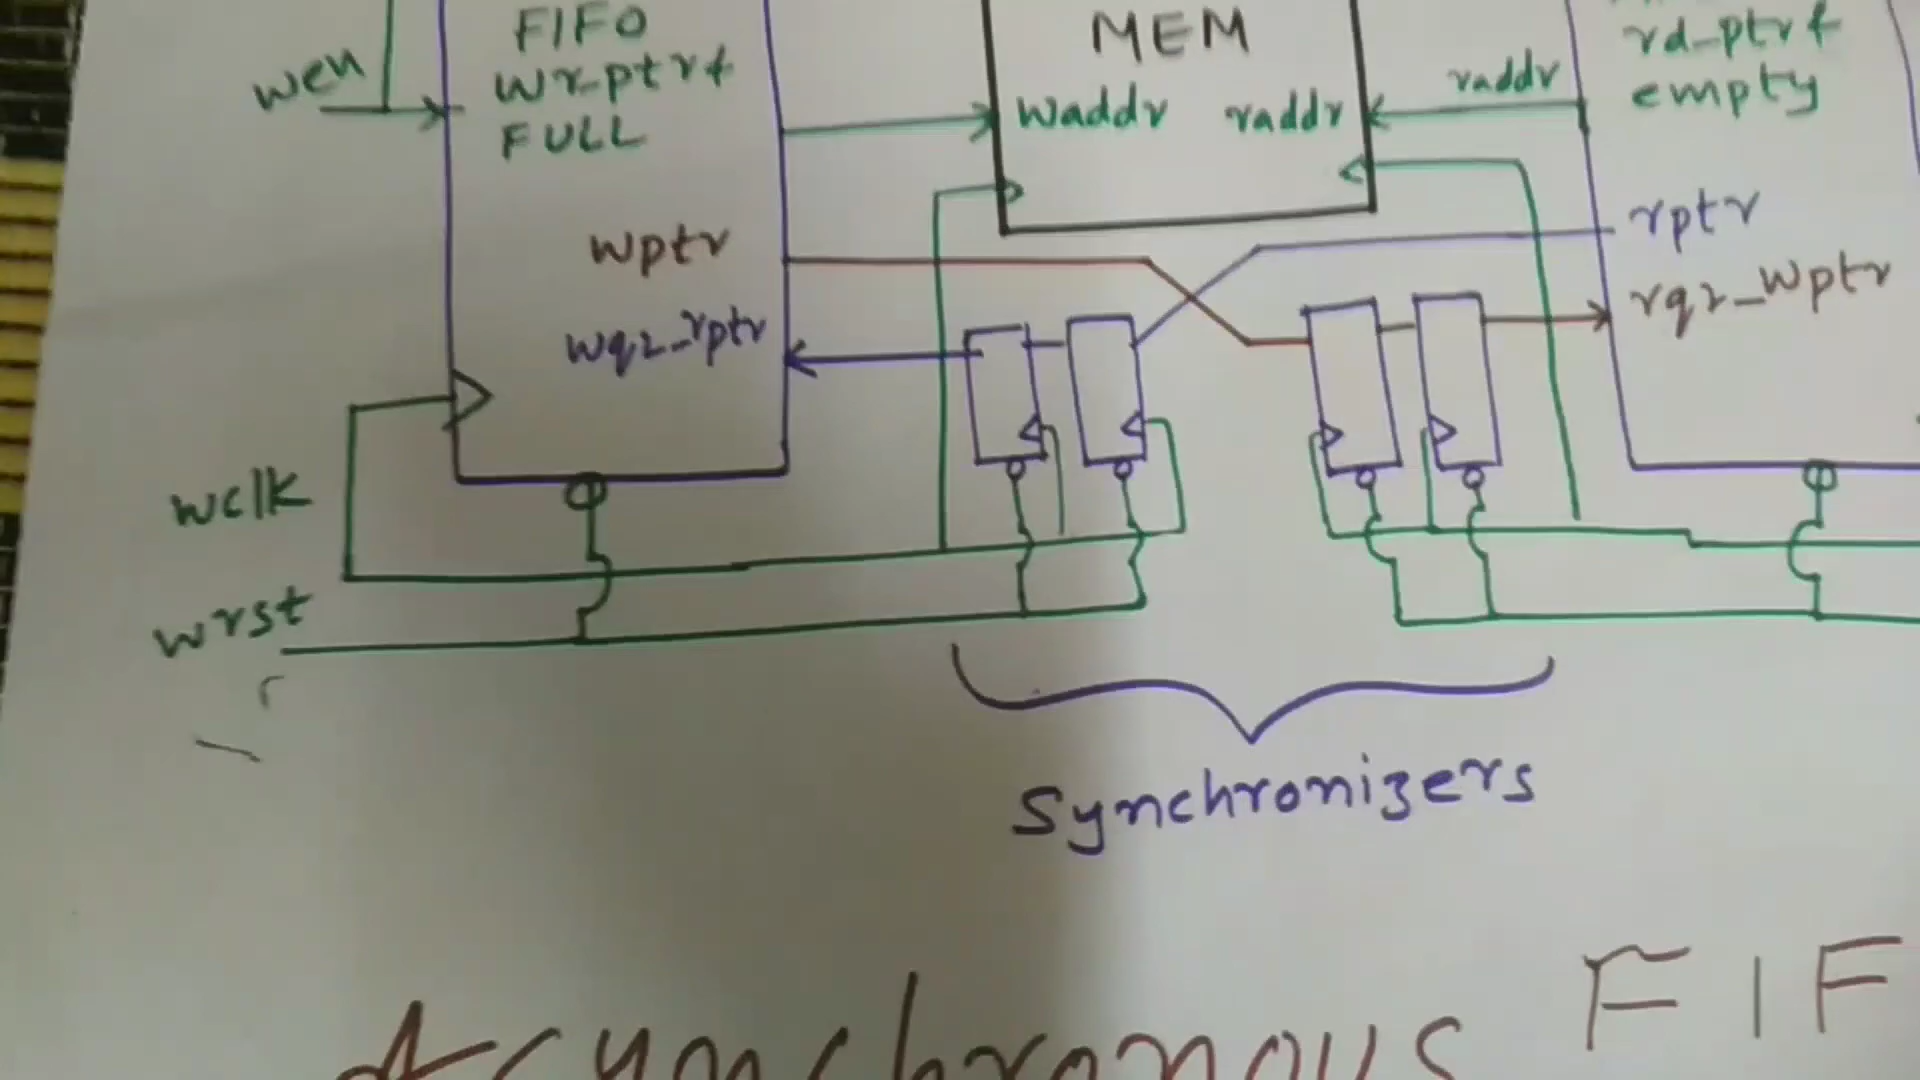 FIFO
wr-ptr &
FULL
wen
MEM
waddr
raddr
raddr
rd-ptr &
empty
wptr
wq2_rptr
rptr
rq2_wptr
wclk
wrst
Synchronizers
Asynchronous FIF